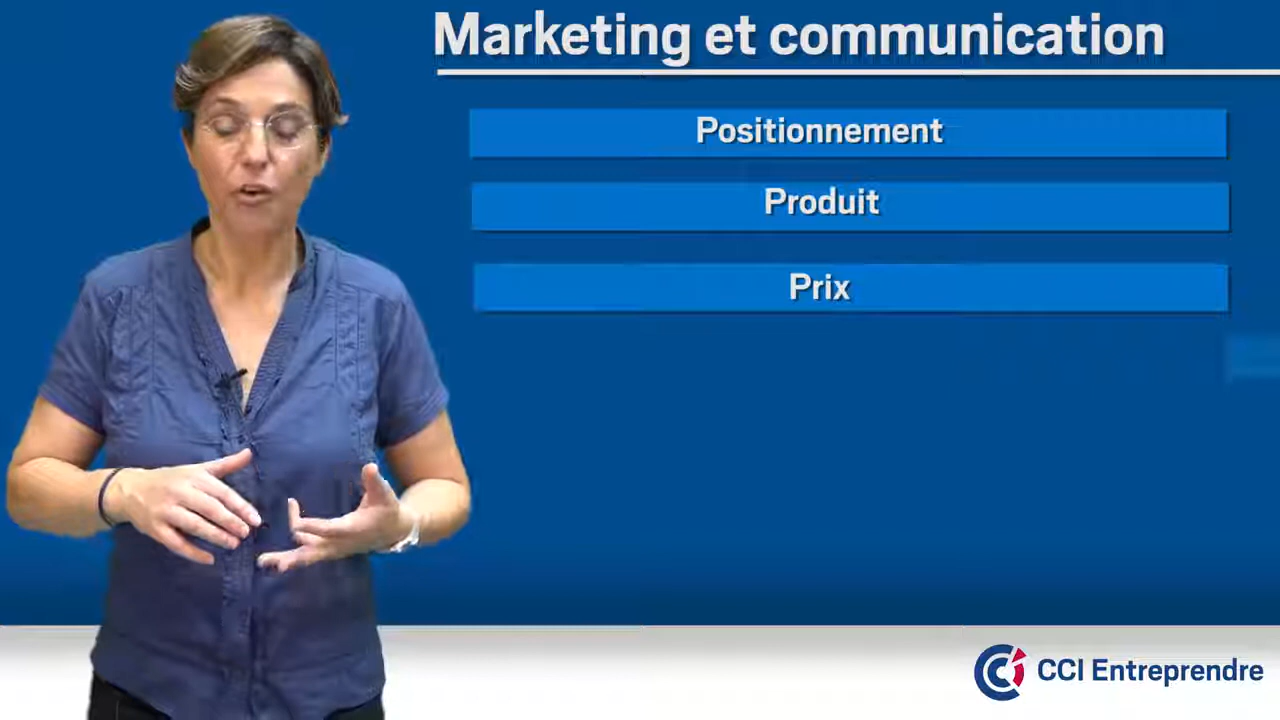 Marketing et communication
Positionnement
Produit
Prix
CCI Entreprendre